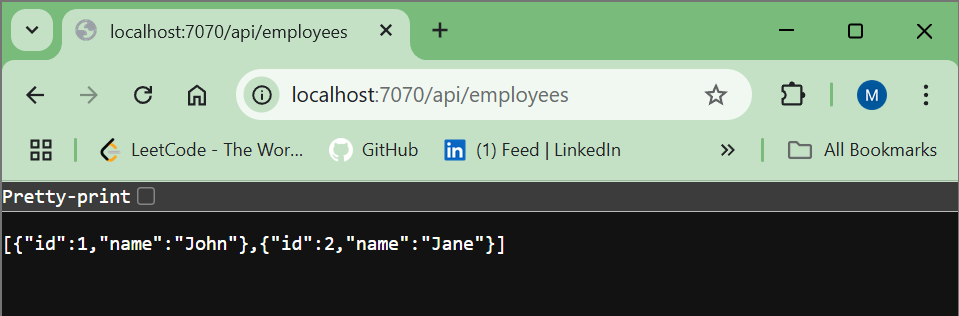 localhost:7070/api/employees
localhost:7070/api/employees
M
LeetCode - The Wor... GitHub in (1) Feed | LinkedIn All Bookmarks
Pretty-print
[{"id":1,"name":"John"},{"id":2,"name":"Jane"}]